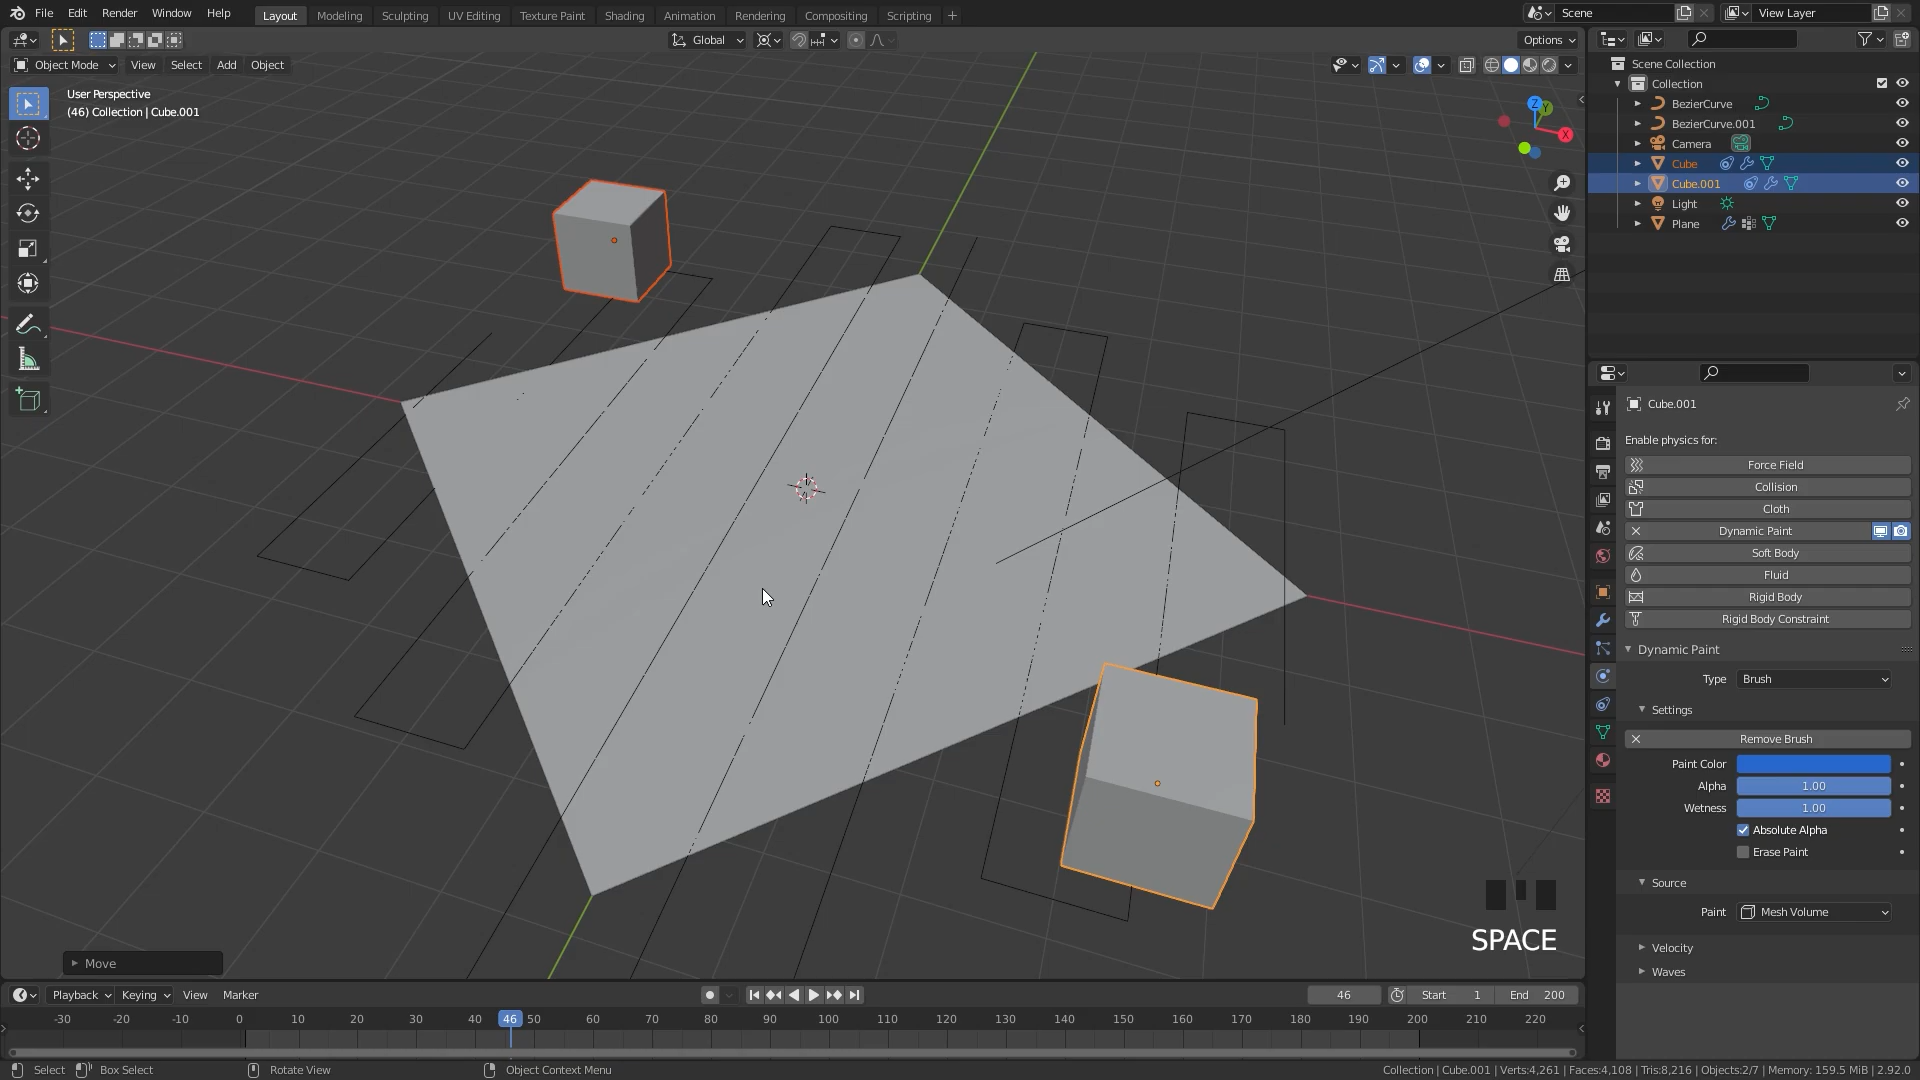 File Edit Render Window Help Layout Modeling Sculpting UV Editing Texture Paint Shading Animation Rendering Compositing Scripting + Scene View Layer
Global Options
Object Mode View Select Add Object
User Perspective
(46) Collection | Cube.001
Z
Y
X
Scene Collection
Collection
BezierCurve
BezierCurve.001
Camera
Cube
Cube.001
Light
Plane
Cube.001
Enable physics for:
Force Field
Collision
Cloth
Dynamic Paint
Soft Body
Fluid
Rigid Body
Rigid Body Constraint
Dynamic Paint
Type Brush
Settings
Remove Brush
Paint Color
Alpha 1.00
Wetness 1.00
Absolute Alpha
Erase Paint
Source
Paint Mesh Volume
Velocity
Waves
SPACE
Move
Playback Keying View Marker 46 Start 1 End 200
-30 -20 -10 0 10 20 30 40 46 50 60 70 80 90 100 110 120 130 140 150 160 170 180 190 200 210 220
Select Box Select Rotate View Object Context Menu Collection | Cube.001 | Verts:4,261 | Faces:4,108 | Tris:8,216 | Objects:2/7 | Memory: 159.5 MiB | 2.92.0